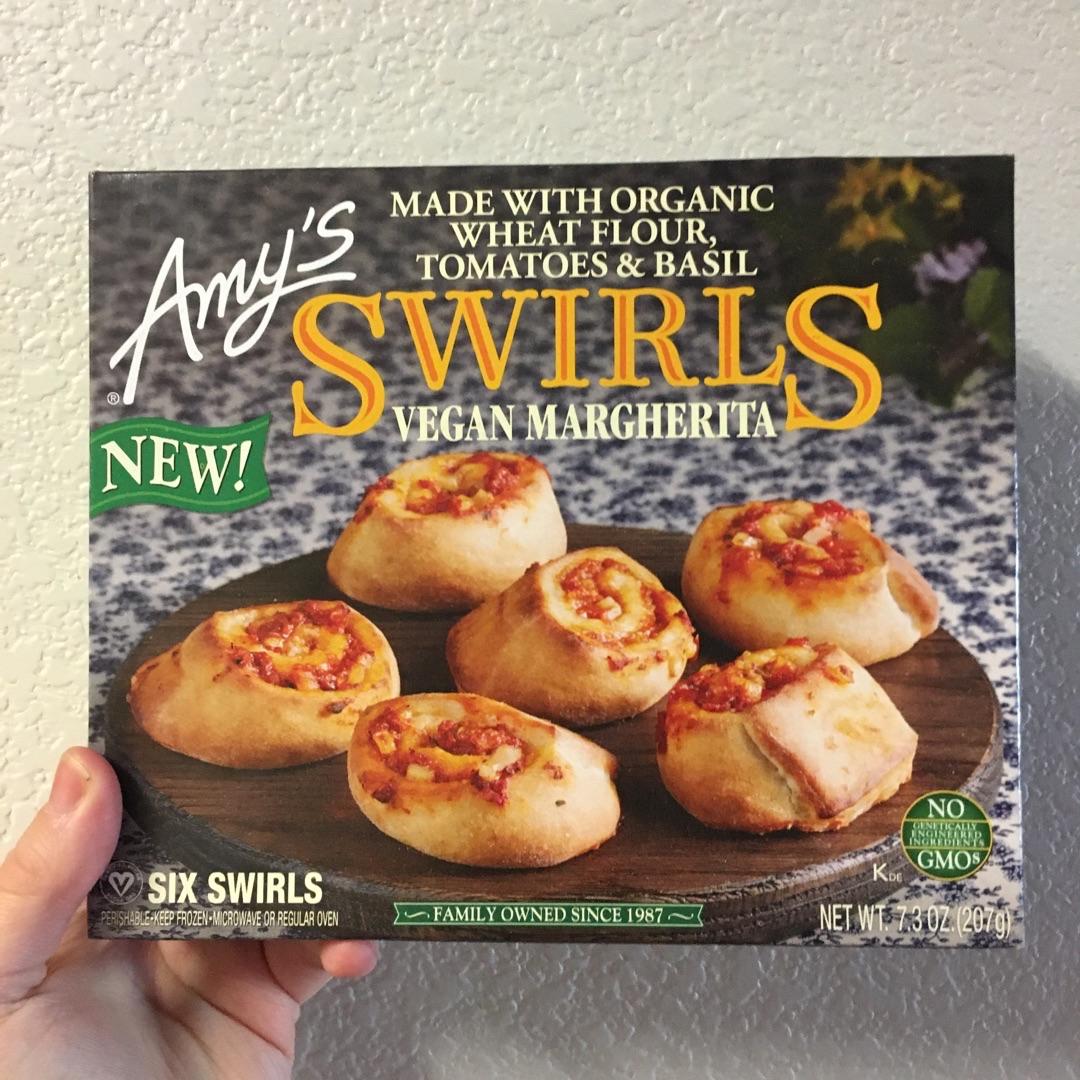 Amy's
®
MADE WITH ORGANIC
WHEAT FLOUR,
TOMATOES & BASIL
SWIRLS
VEGAN MARGHERITA
NEW!
NO
GENETICALLY
ENGINEERED
INGREDIENTS
GMOs
K DE
V
SIX SWIRLS
PERISHABLE•KEEP FROZEN•MICROWAVE OR REGULAR OVEN
FAMILY OWNED SINCE 1987
NET WT. 7.3 OZ.(207g)